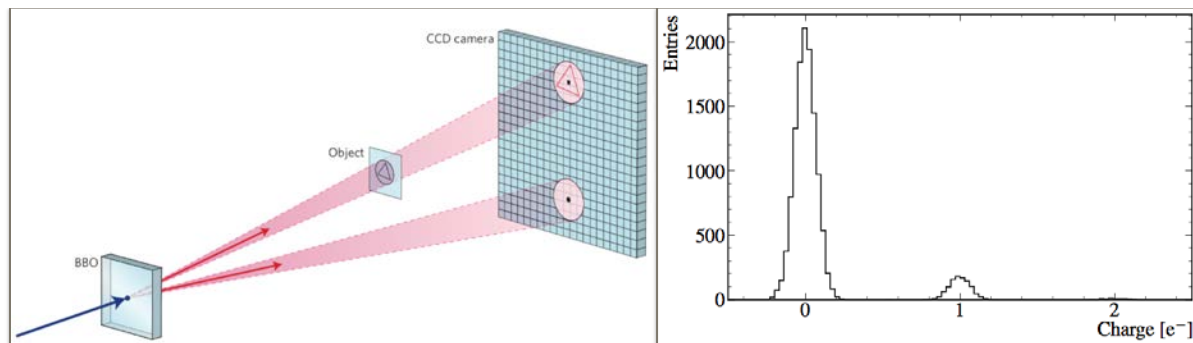 CCD camera
Object
BBO
Entries
2000
1500
1000
500
0
0
1
2
Charge [e⁻]